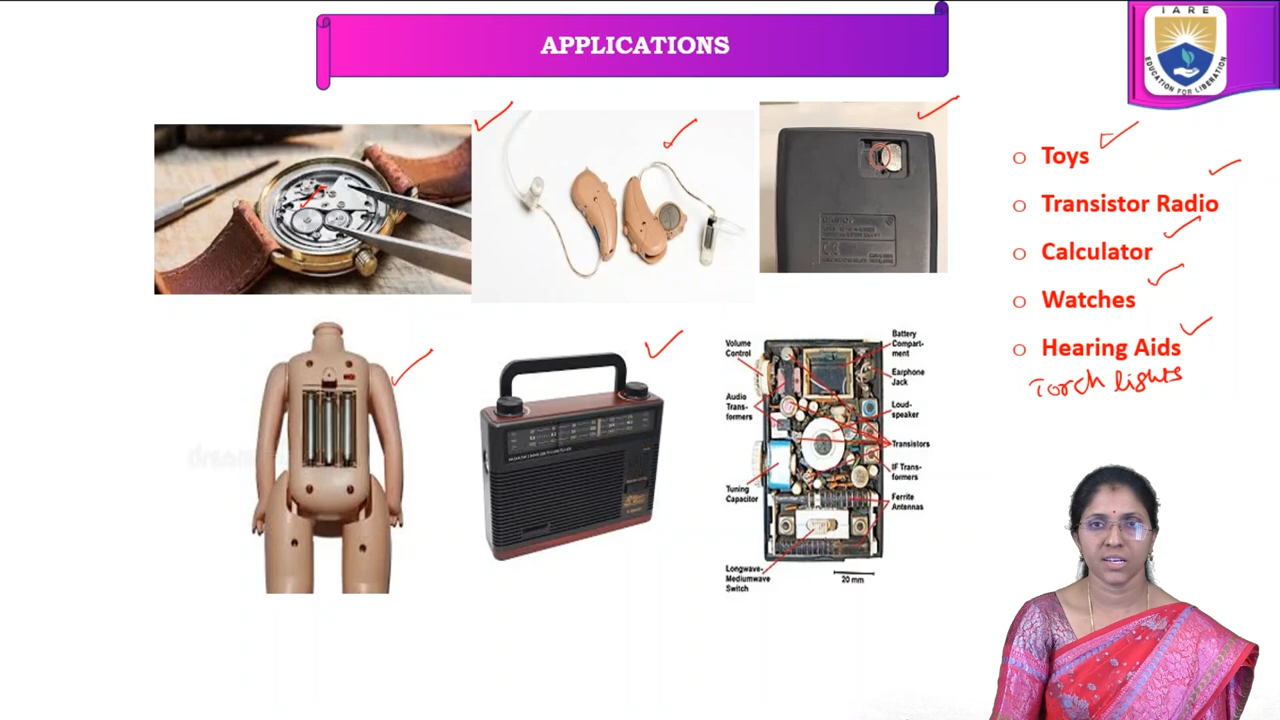 APPLICATIONS
IARE
EDUCATION FOR LIBERATION
Toys
Transistor Radio
Calculator
Watches
Hearing Aids
Torch lights
Volume
Control
Audio
Trans-
formers
Tuning
Capacitor
Longwave-
Mediumwave
Switch
Battery
Compart-
ment
Earphone
Jack
Loud-
speaker
Transistors
IF Trans-
formers
Ferrite
Antennas
20 mm